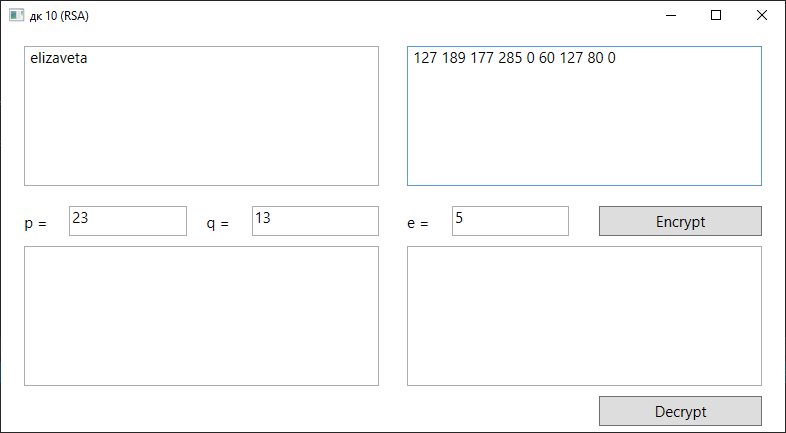 дк 10 (RSA)
elizaveta
127 189 177 285 0 60 127 80 0
p = 23 q = 13 e = 5 Encrypt
Decrypt